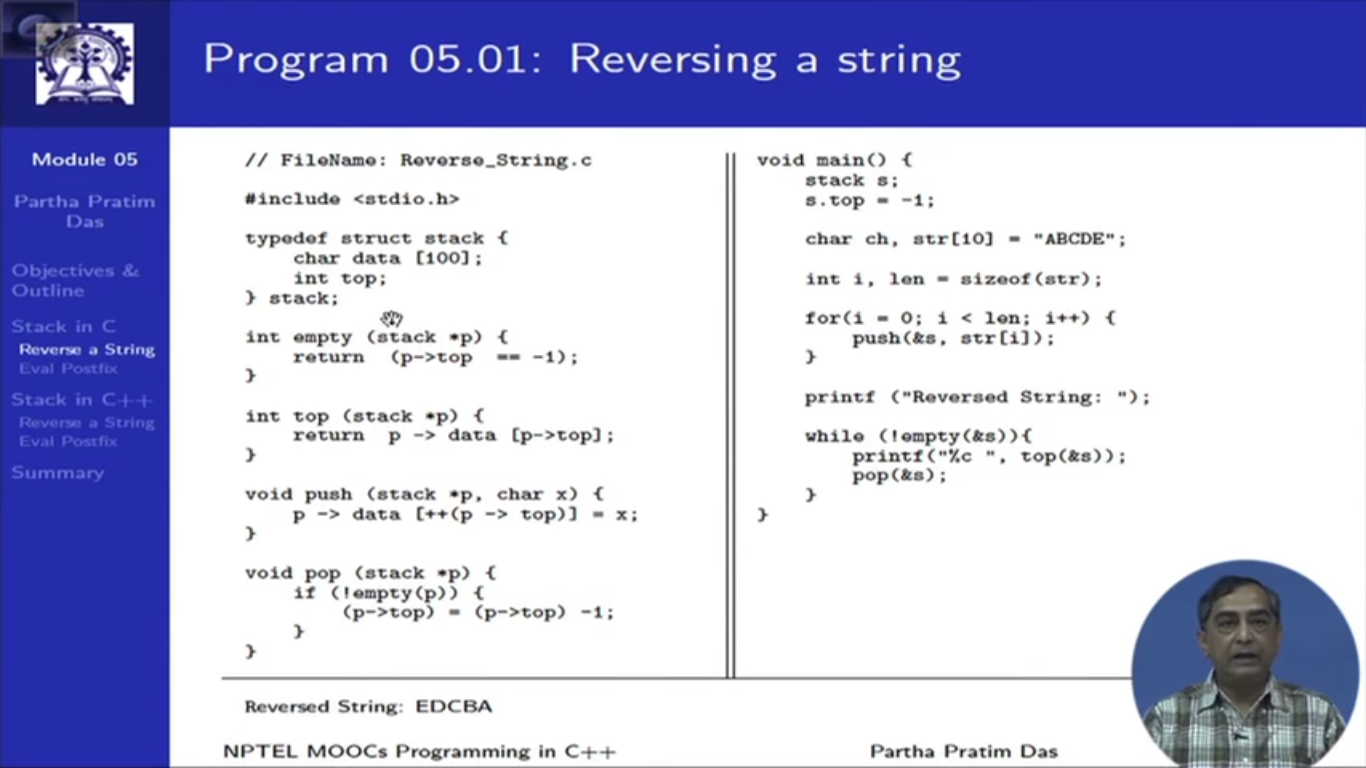 Program 05.01: Reversing a string
Module 05
Partha Pratim
Das
Objectives &
Outline
Stack in C
Reverse a String
Eval Postfix
Stack in C++
Reverse a String
Eval Postfix
Summary
// FileName: Reverse_String.c
#include <stdio.h>
typedef struct stack {
char data [100];
int top;
} stack;
int empty (stack *p) {
return (p->top == -1);
}
int top (stack *p) {
return p -> data [p->top];
}
void push (stack *p, char x) {
p -> data [++(p -> top)] = x;
}
void pop (stack *p) {
if (!empty(p)) {
(p->top) = (p->top) -1;
}
}
void main() {
stack s;
s.top = -1;
char ch, str[10] = "ABCDE";
int i, len = sizeof(str);
for(i = 0; i < len; i++) {
push(&s, str[i]);
}
printf ("Reversed String: ");
while (!empty(&s)){
printf("%c ", top(&s));
pop(&s);
}
}
Reversed String: EDCBA
NPTEL MOOCs Programming in C++
Partha Pratim Das